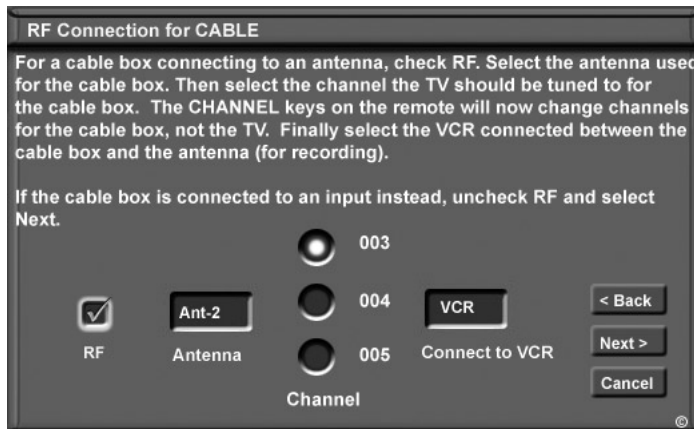 RF Connection for CABLE
For a cable box connecting to an antenna, check RF. Select the antenna used
for the cable box. Then select the channel the TV should be tuned to for
the cable box. The CHANNEL keys on the remote will now change channels
for the cable box, not the TV. Finally select the VCR connected between the
cable box and the antenna (for recording).
If the cable box is connected to an input instead, uncheck RF and select
Next.
003
004
005
Channel
RF
Ant-2
Antenna
VCR
Connect to VCR
< Back
Next >
Cancel
©